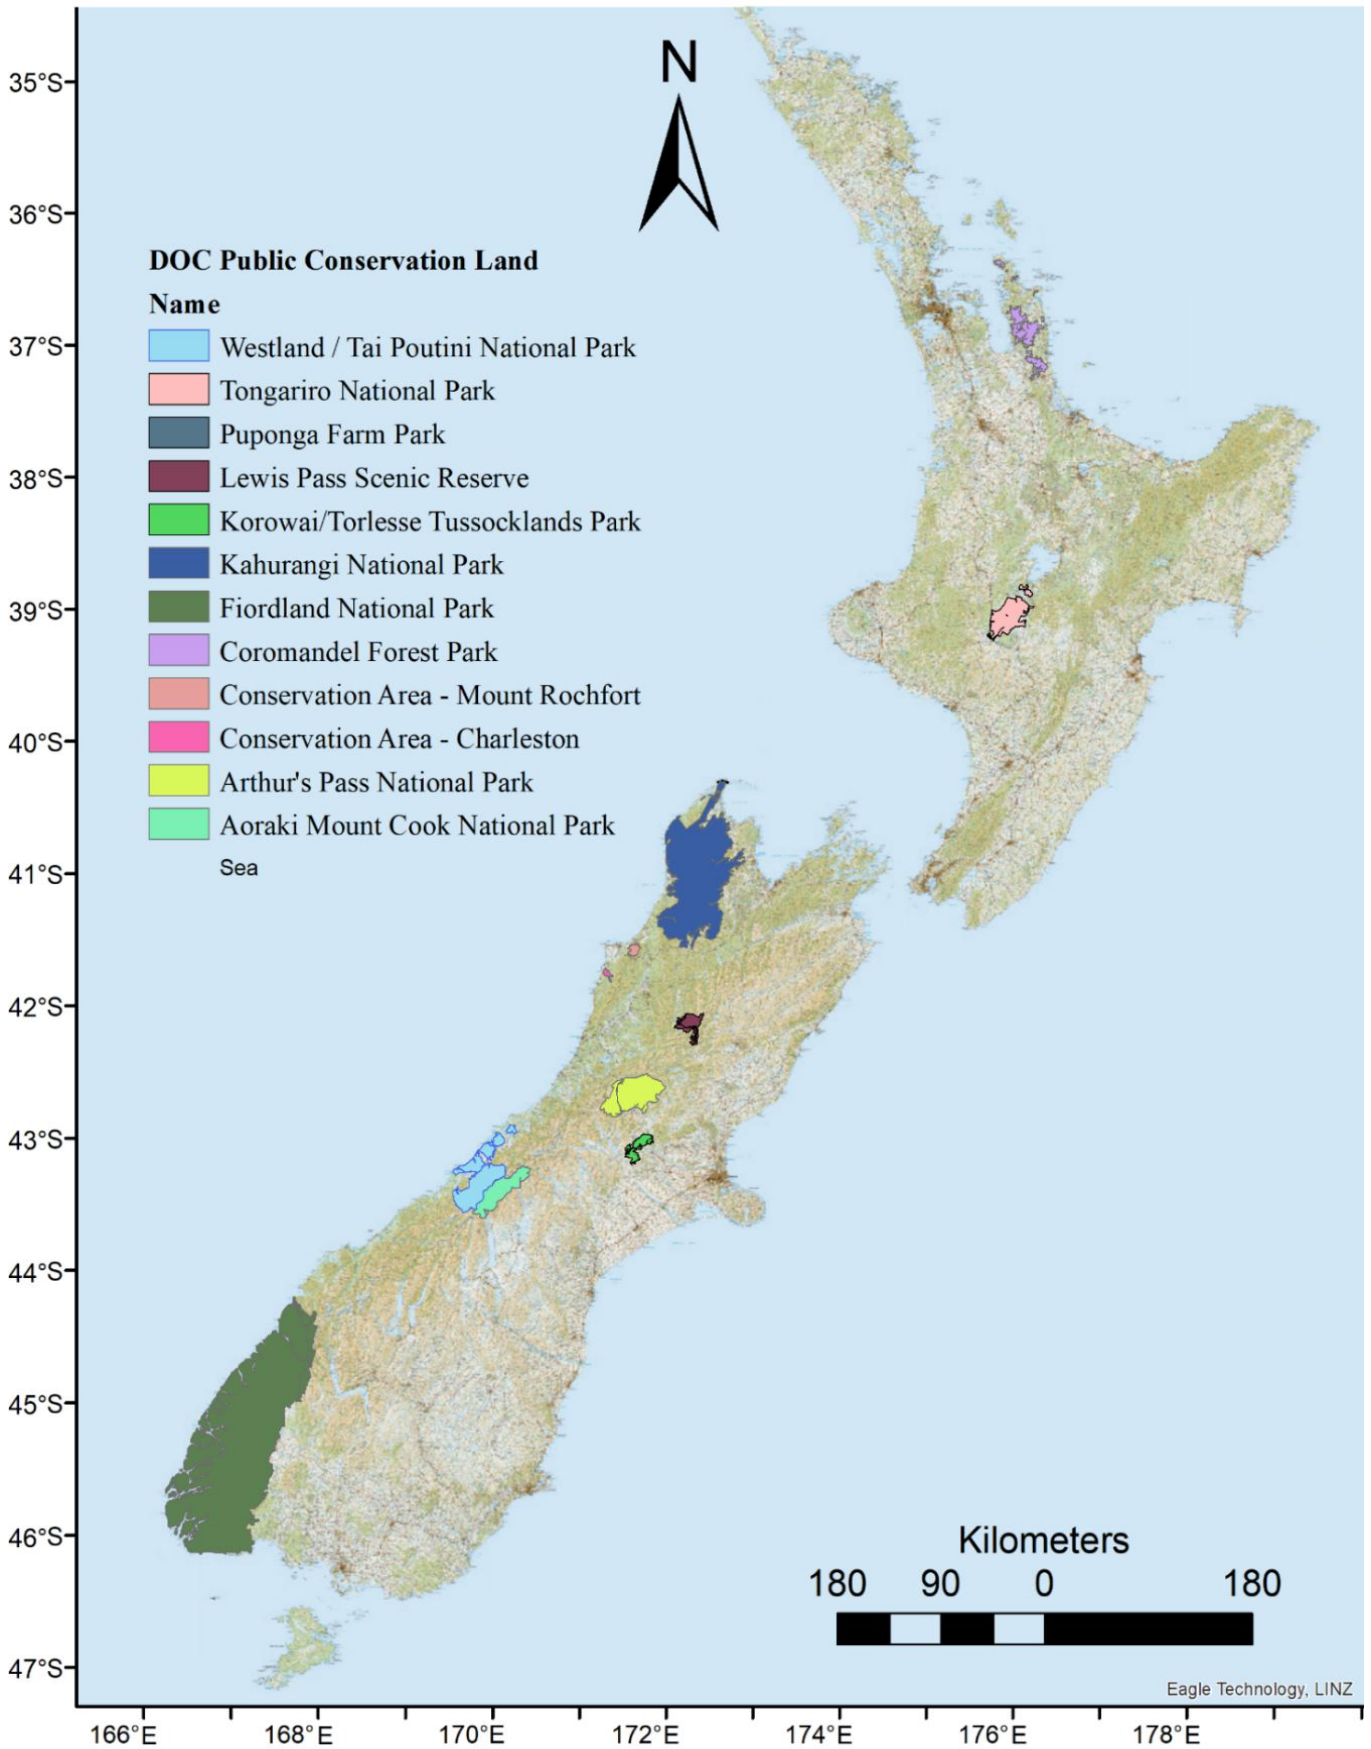 N
35°S
36°S
37°S
38°S
39°S
40°S
41°S
42°S
43°S
44°S
45°S
46°S
47°S
DOC Public Conservation Land
Name
Westland / Tai Poutini National Park
Tongariro National Park
Puponga Farm Park
Lewis Pass Scenic Reserve
Korowai/Torlesse Tussocklands Park
Kahurangi National Park
Fiordland National Park
Coromandel Forest Park
Conservation Area - Mount Rochfort
Conservation Area - Charleston
Arthur's Pass National Park
Aoraki Mount Cook National Park
Sea
Kilometers
180 90 0 180
Eagle Technology, LINZ
166°E 168°E 170°E 172°E 174°E 176°E 178°E